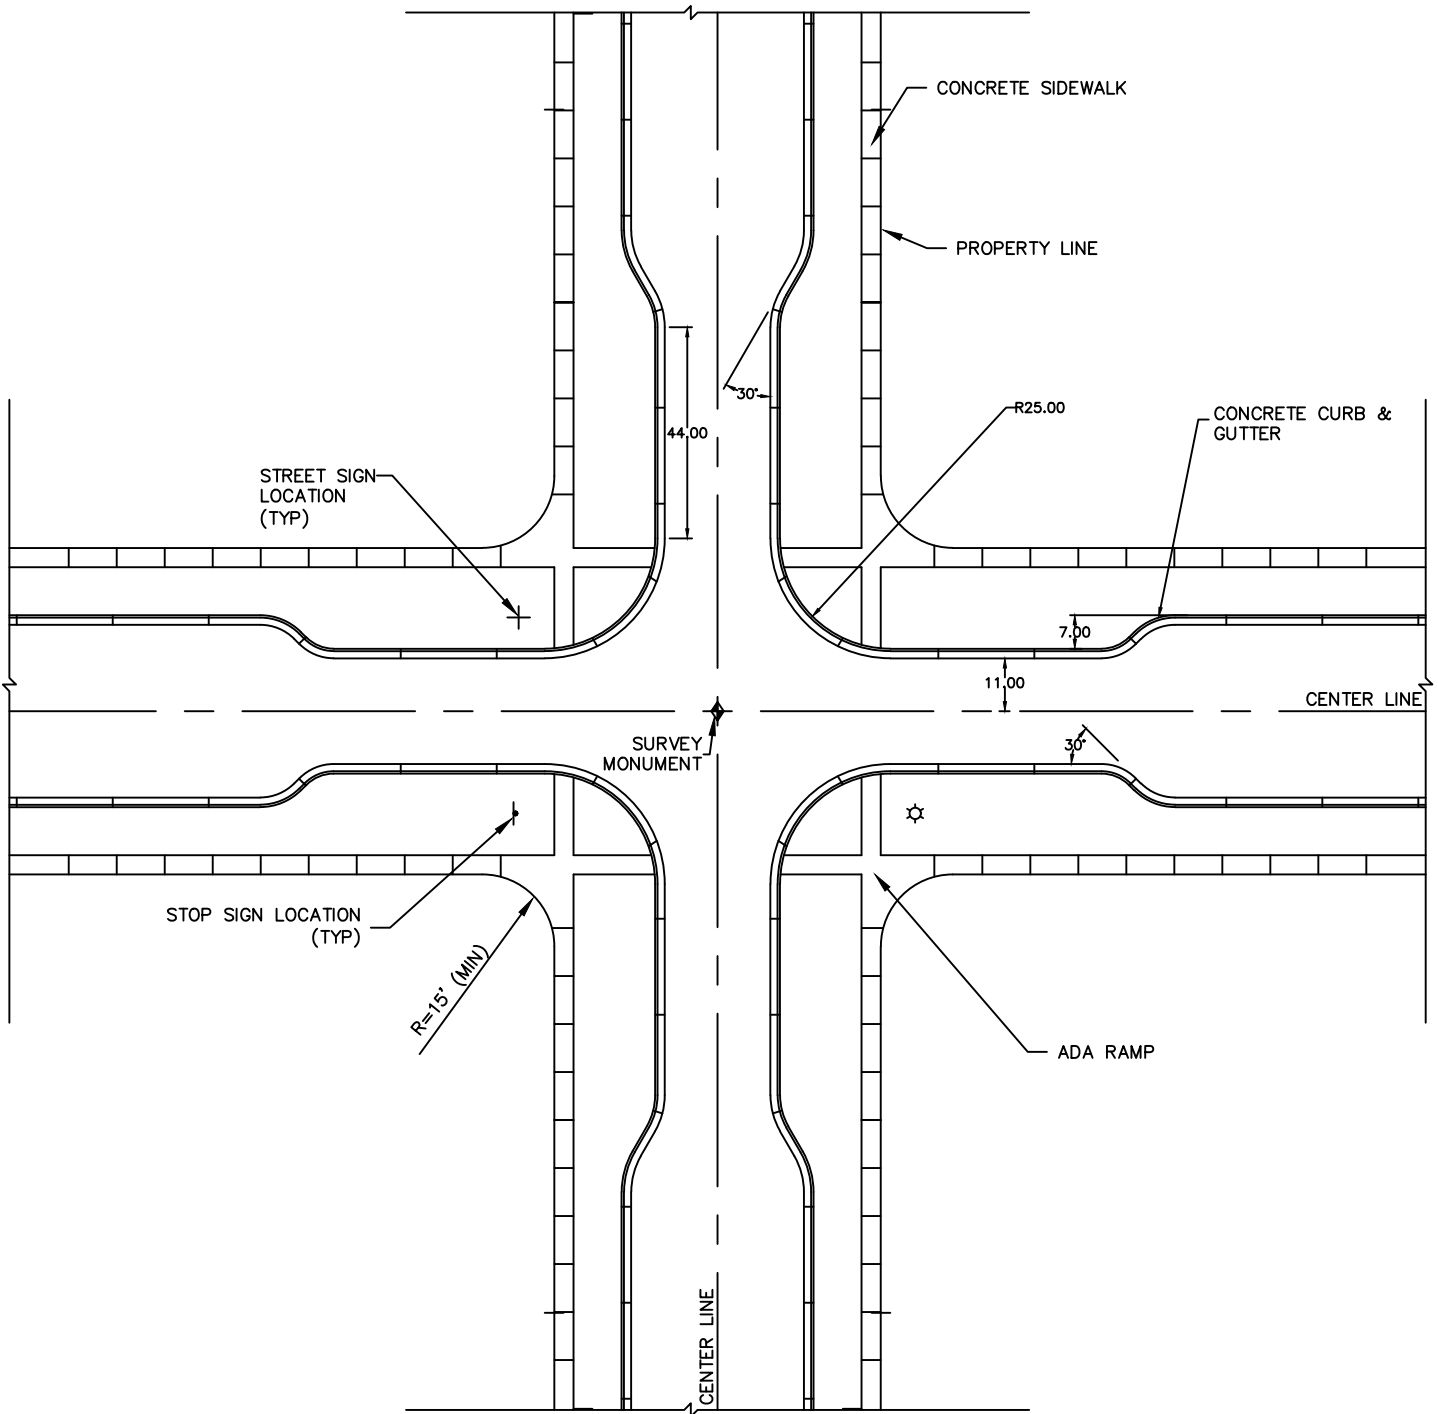 CONCRETE SIDEWALK
PROPERTY LINE
30°
R25.00
CONCRETE CURB &
GUTTER
44.00
STREET SIGN
LOCATION
(TYP)
7.00
11.00
CENTER LINE
SURVEY
MONUMENT
30°
STOP SIGN LOCATION
(TYP)
R=15' (MIN)
ADA RAMP
CENTER LINE